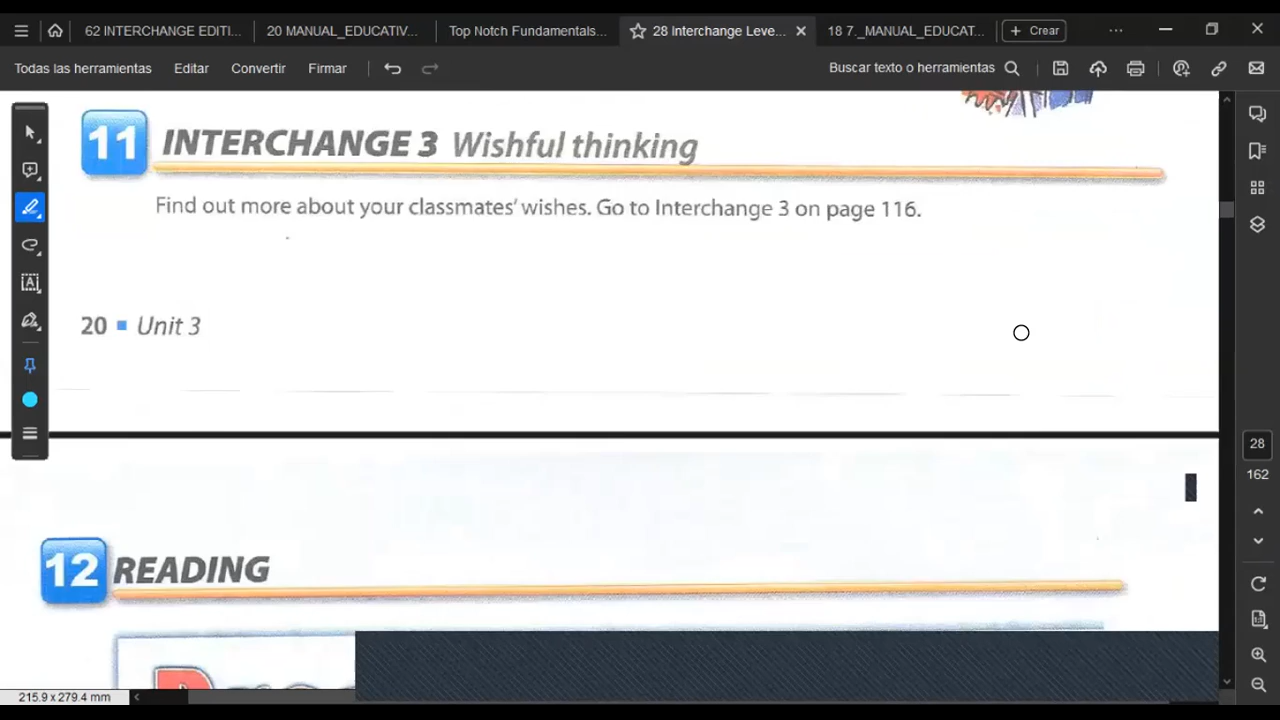 62 INTERCHANGE EDITI... 20 MANUAL_EDUCATIV... Top Notch Fundamentals... 28 Interchange Leve... 18 7._MANUAL_EDUCAT... + Crear
Todas las herramientas Editar Convertir Firmar Buscar texto o herramientas
11 INTERCHANGE 3 Wishful thinking
Find out more about your classmates' wishes. Go to Interchange 3 on page 116.
20 ■ Unit 3
28
162
12 READING
215.9 x 279.4 mm